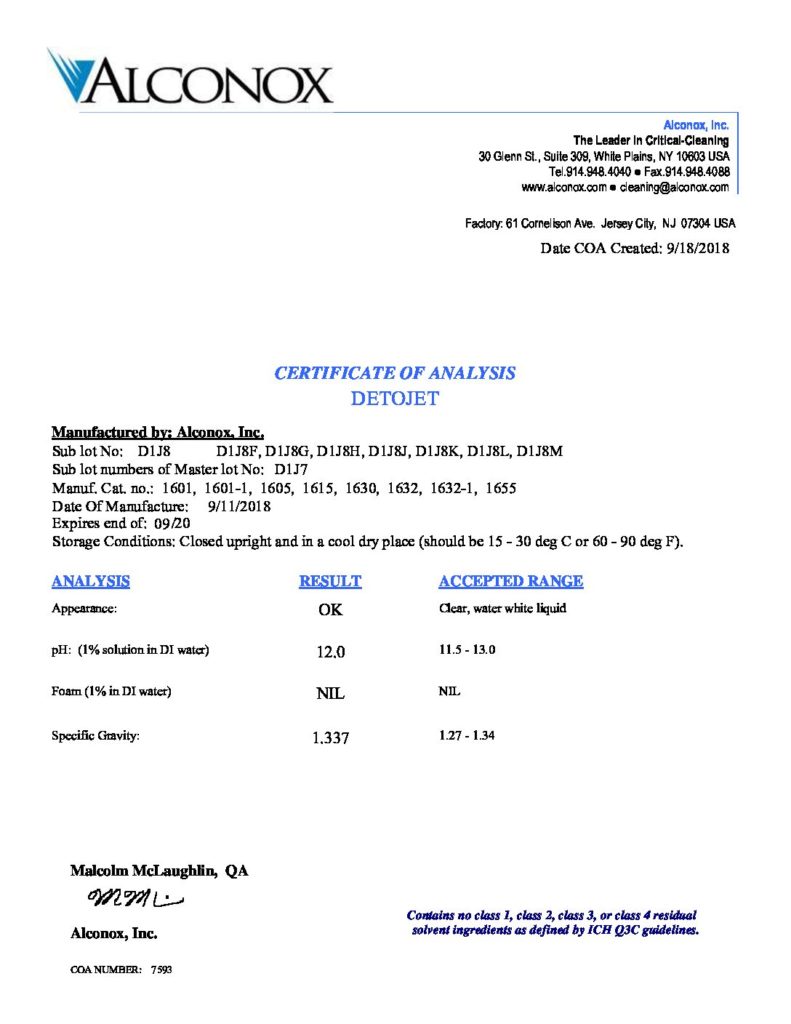 ALCONOX
Alconox, Inc.
The Leader in Critical-Cleaning
30 Glenn St., Suite 309, White Plains, NY 10603 USA
Tel.914.948.4040 ● Fax.914.948.4088
www.alconox.com ● cleaning@alconox.com
Factory: 61 Cornelison Ave. Jersey City, NJ 07304 USA
Date COA Created: 9/18/2018
CERTIFICATE OF ANALYSIS
DETOJET
Manufactured by: Alconox, Inc.
Sub lot No: D1J8 D1J8F, D1J8G, D1J8H, D1J8J, D1J8K, D1J8L, D1J8M
Sub lot numbers of Master lot No: D1J7
Manuf. Cat. no.: 1601, 1601-1, 1605, 1615, 1630, 1632, 1632-1, 1655
Date Of Manufacture: 9/11/2018
Expires end of: 09/20
Storage Conditions: Closed upright and in a cool dry place (should be 15 - 30 deg C or 60 - 90 deg F).
ANALYSIS RESULT ACCEPTED RANGE
Appearance: OK Clear, water white liquid
pH: (1% solution in DI water) 12.0 11.5 - 13.0
Foam (1% in DI water) NIL NIL
Specific Gravity: 1.337 1.27 - 1.34
Malcolm McLaughlin, QA
Alconox, Inc.
Contains no class 1, class 2, class 3, or class 4 residual
solvent ingredients as defined by ICH Q3C guidelines.
COA NUMBER: 7593